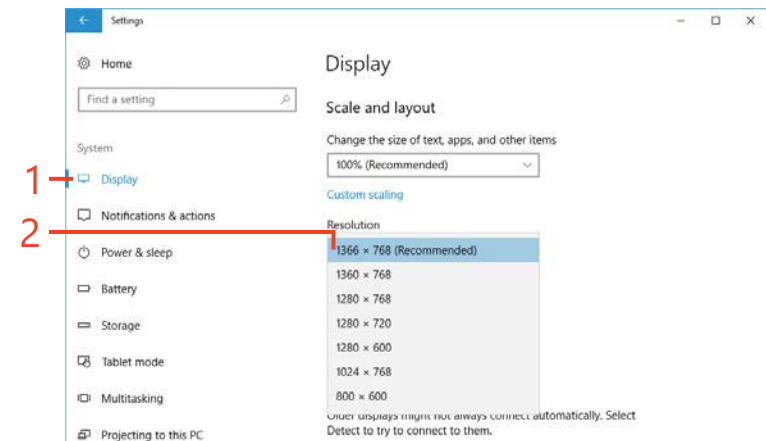 Settings
Home
Find a setting
System
1
Display
Notifications & actions
2
Power & sleep
Battery
Storage
Tablet mode
Multitasking
Projecting to this PC
Display
Scale and layout
Change the size of text, apps, and other items
100% (Recommended)
Custom scaling
Resolution
1366 × 768 (Recommended)
1360 × 768
1280 × 768
1280 × 720
1280 × 600
1024 × 768
800 × 600
Older displays might not always connect automatically. Select
Detect to try to connect to them.